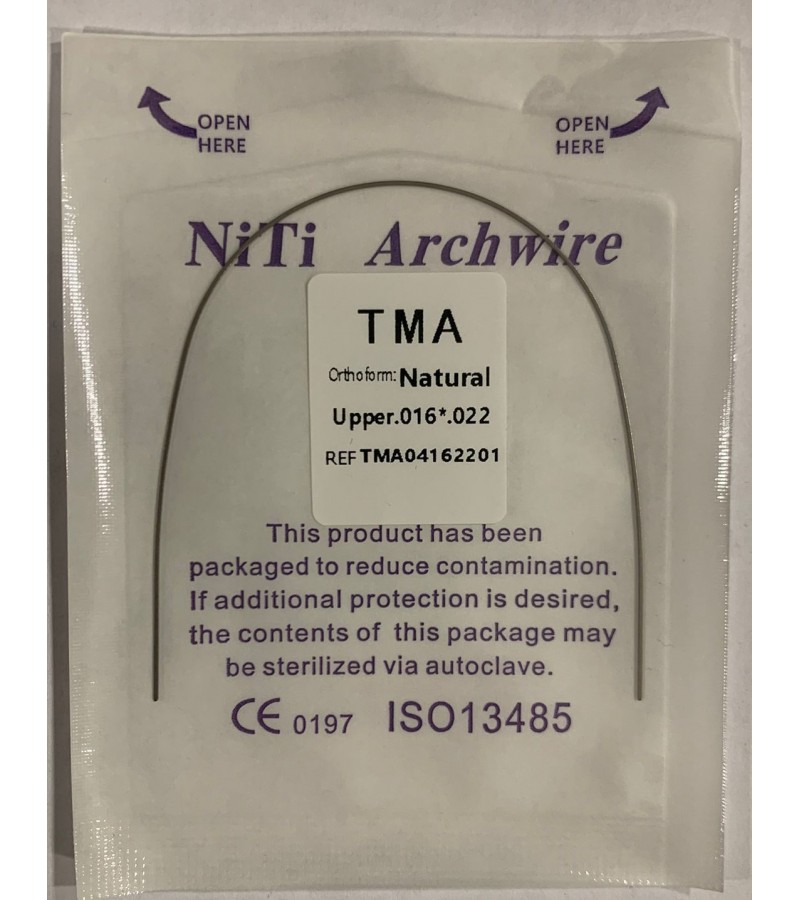 OPEN HERE
OPEN HERE
NiTi Archwire
TMA
Orthoform: Natural
Upper.016*.022
REF TMA04162201
This product has been
packaged to reduce contamination.
If additional protection is desired,
the contents of this package may
be sterilized via autoclave.
CE 0197 ISO13485